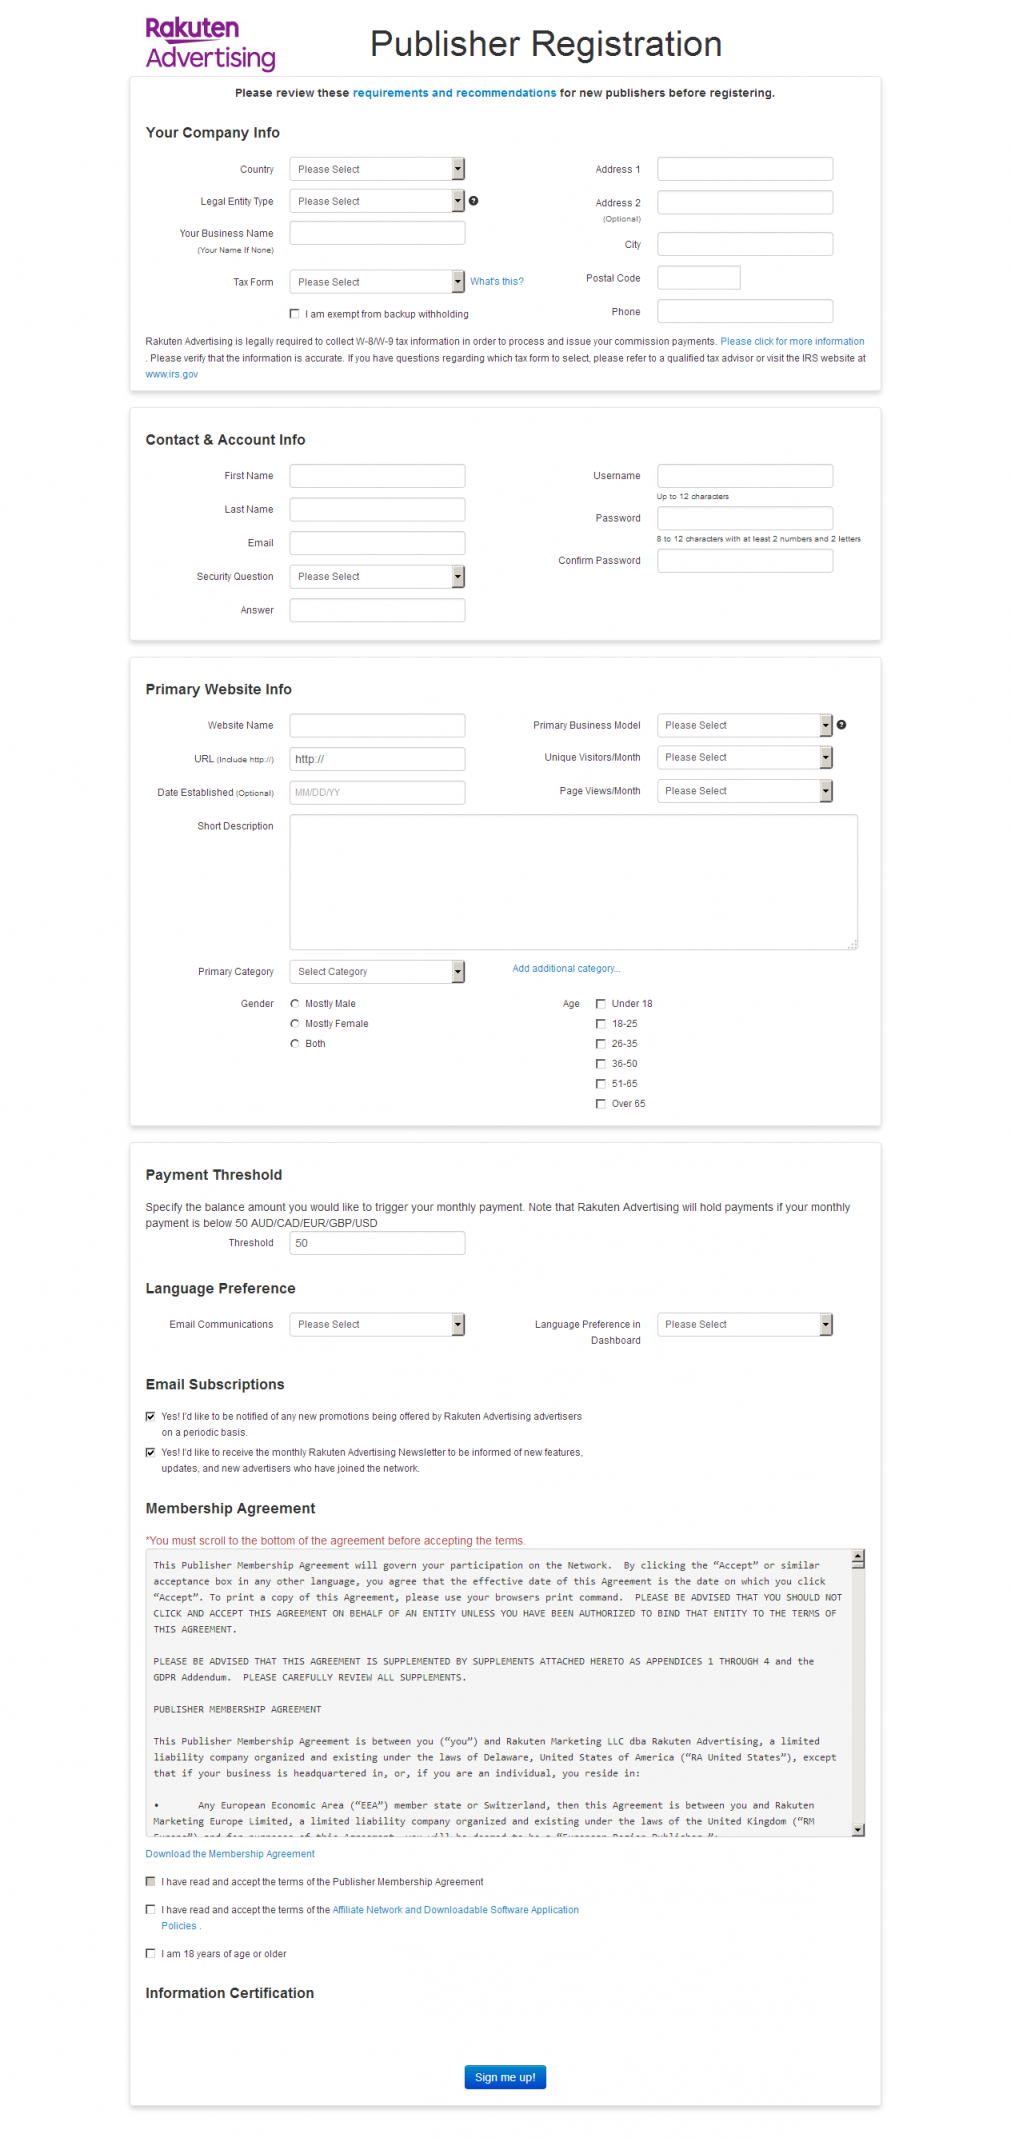 Rakuten
Advertising
Publisher Registration
Please review these requirements and recommendations for new publishers before registering.
Your Company Info
Country
Please Select
Legal Entity Type
Please Select
Your Business Name
(Your Name If None)
Tax Form
Please Select
What's this?
I am exempt from backup withholding
Address 1
Address 2
(Optional)
City
Postal Code
Phone
Rakuten Advertising is legally required to collect W-8/W-9 tax information in order to process and issue your commission payments. Please click for more information
. Please verify that the information is accurate. If you have questions regarding which tax form to select, please refer to a qualified tax advisor or visit the IRS website at
www.irs.gov
Contact & Account Info
First Name
Last Name
Email
Security Question
Please Select
Answer
Username
Up to 12 characters
Password
8 to 12 characters with at least 2 numbers and 2 letters
Confirm Password
Primary Website Info
Website Name
URL (Include http://)
http://
Date Established (Optional)
MM/DD/YY
Primary Business Model
Please Select
Unique Visitors/Month
Please Select
Page Views/Month
Please Select
Short Description
Primary Category
Select Category
Add additional category...
Gender
Mostly Male
Mostly Female
Both
Age
Under 18
18-25
26-35
36-50
51-65
Over 65
Payment Threshold
Specify the balance amount you would like to trigger your monthly payment. Note that Rakuten Advertising will hold payments if your monthly
payment is below 50 AUD/CAD/EUR/GBP/USD
Threshold
50
Language Preference
Email Communications
Please Select
Language Preference in
Dashboard
Please Select
Email Subscriptions
Yes! I'd like to be notified of any new promotions being offered by Rakuten Advertising advertisers
on a periodic basis.
Yes! I'd like to receive the monthly Rakuten Advertising Newsletter to be informed of new features,
updates, and new advertisers who have joined the network.
Membership Agreement
*You must scroll to the bottom of the agreement before accepting the terms.
This Publisher Membership Agreement will govern your participation on the Network.  By clicking the “Accept” or similar
acceptance box in any other language, you agree that the effective date of this Agreement is the date on which you click
“Accept”. To print a copy of this Agreement, please use your browsers print command.  PLEASE BE ADVISED THAT YOU SHOULD NOT
CLICK AND ACCEPT THIS AGREEMENT ON BEHALF OF AN ENTITY UNLESS YOU HAVE BEEN AUTHORIZED TO BIND THAT ENTITY TO THE TERMS OF
THIS AGREEMENT.
PLEASE BE ADVISED THAT THIS AGREEMENT IS SUPPLEMENTED BY SUPPLEMENTS ATTACHED HERETO AS APPENDICES 1 THROUGH 4 and the
GDPR Addendum.  PLEASE CAREFULLY REVIEW ALL SUPPLEMENTS.
PUBLISHER MEMBERSHIP AGREEMENT
This Publisher Membership Agreement is between you (“you”) and Rakuten Marketing LLC dba Rakuten Advertising, a limited
liability company organized and existing under the laws of Delaware, United States of America (“RA United States”), except
that if your business is headquartered in, or, if you are an individual, you reside in:
• Any European Economic Area (“EEA”) member state or Switzerland, then this Agreement is between you and Rakuten
Marketing Europe Limited, a limited liability company organized and existing under the laws of the United Kingdom (“RM
Europe”) and for purposes of this Agreement, you will be deemed to be a “European Region Publisher.”;
Download the Membership Agreement
I have read and accept the terms of the Publisher Membership Agreement
I have read and accept the terms of the Affiliate Network and Downloadable Software Application
Policies .
I am 18 years of age or older
Information Certification
Sign me up!